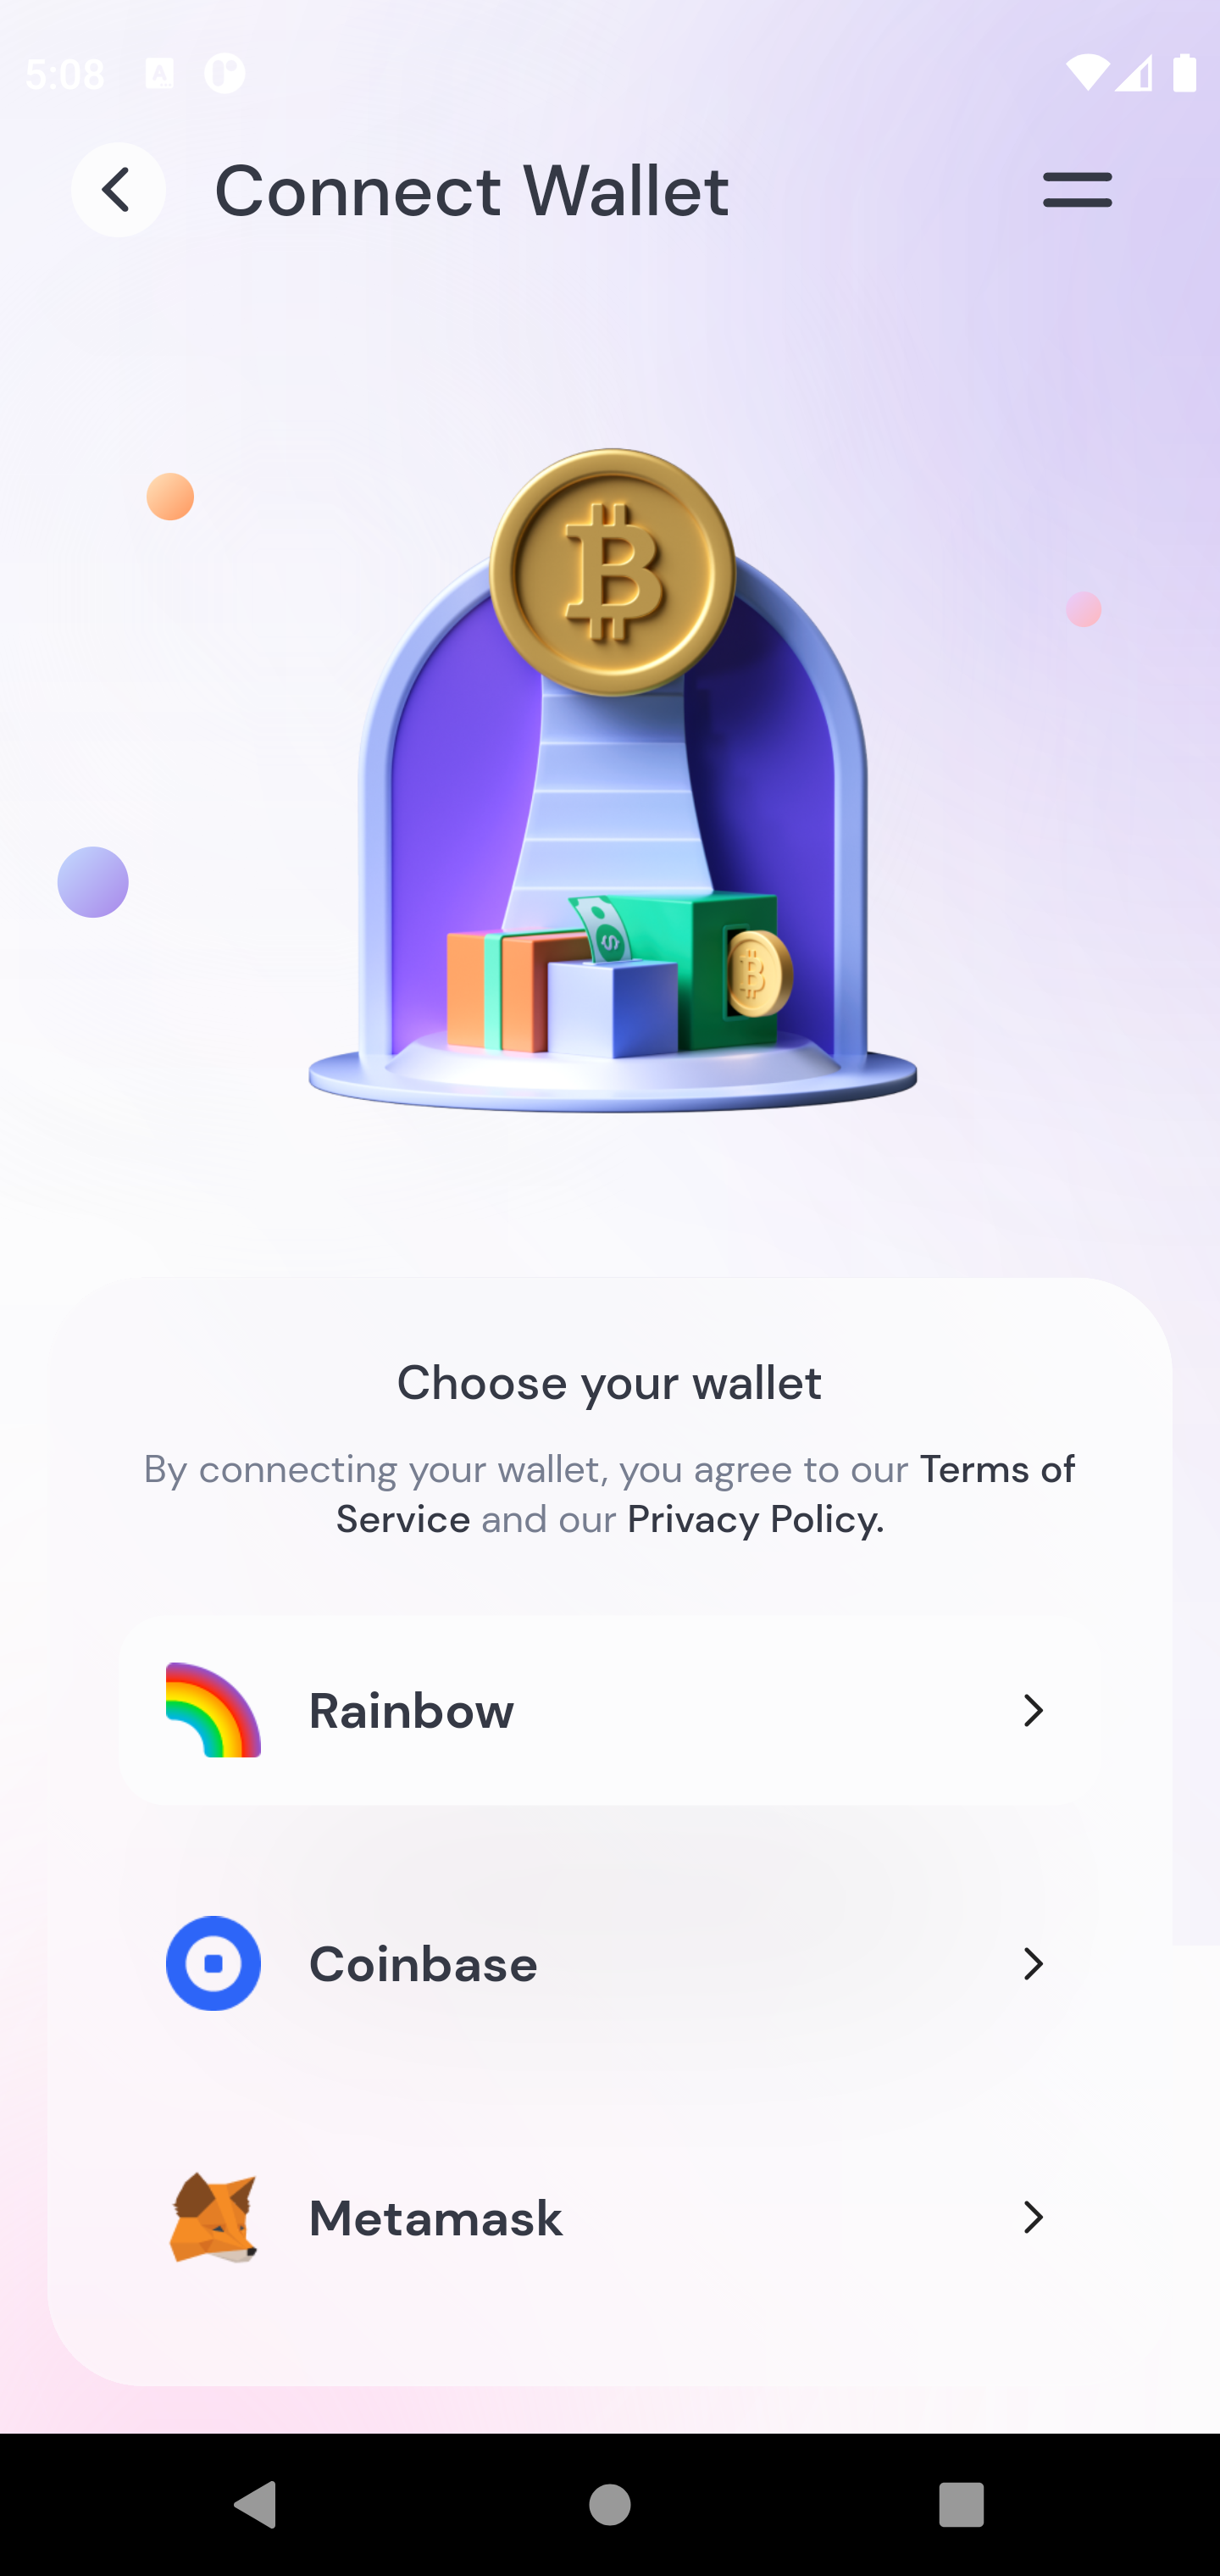 5:08
Connect Wallet
Choose your wallet
By connecting your wallet, you agree to our Terms of
Service and our Privacy Policy.
Rainbow
Coinbase
Metamask